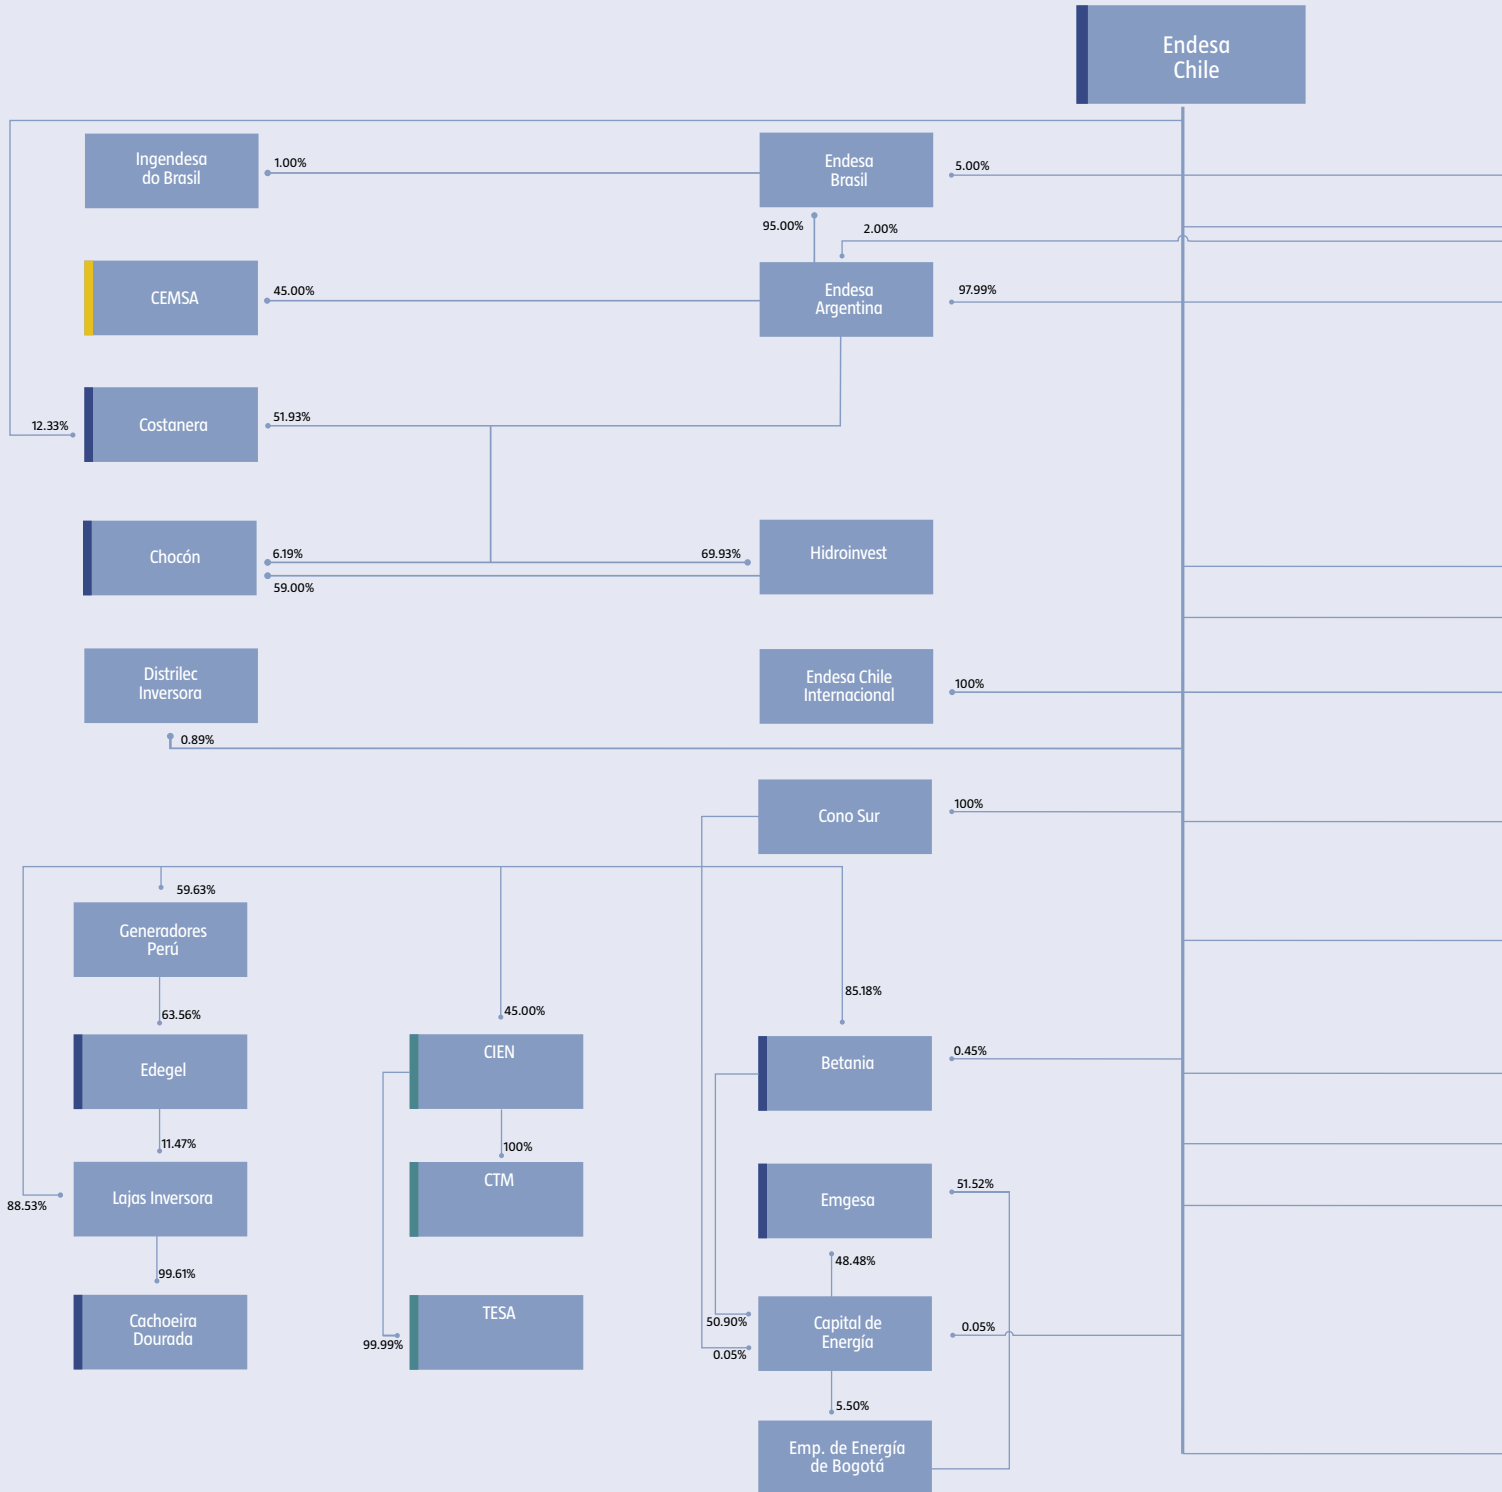 Endesa
Chile
Ingendesa
do Brasil
1.00%
Endesa
Brasil
5.00%
95.00%
2.00%
CEMSA
45.00%
Endesa
Argentina
97.99%
12.33%
Costanera
51.93%
Chocón
6.19%
59.00%
69.93%
Hidroinvest
Distrilec
Inversora
0.89%
Endesa Chile
Internacional
100%
Cono Sur
100%
59.63%
Generadores
Perú
63.56%
Edegel
11.47%
Lajas Inversora
88.53%
99.61%
Cachoeira
Dourada
45.00%
CIEN
100%
CTM
TESA
99.99%
85.18%
Betania
0.45%
Emgesa
51.52%
48.48%
50.90%
0.05%
Capital de
Energía
0.05%
5.50%
Emp. de Energía
de Bogotá